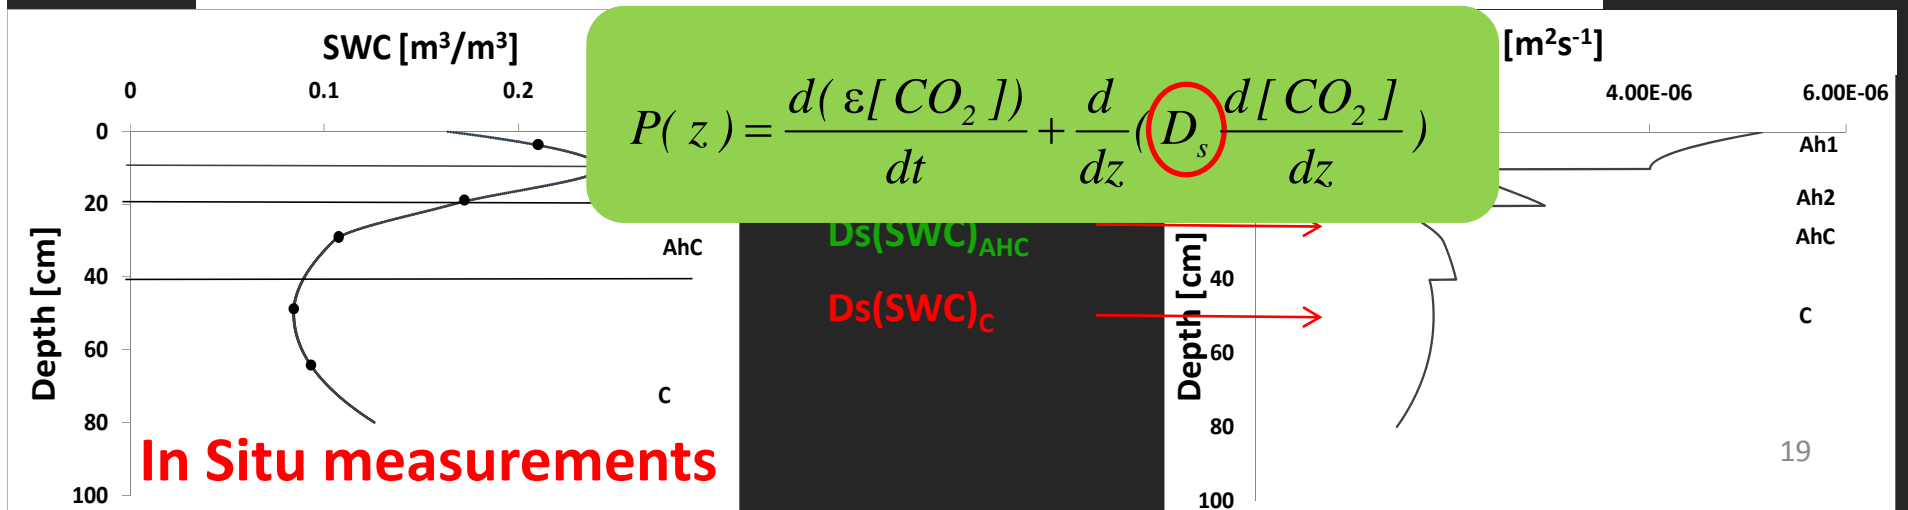 SWC [m³/m³]
0 0.1 0.2
Depth [cm]
0
20
40
60
80
100
AhC
C
In Situ measurements
P( z ) = d( ε[ CO₂ ]) / dt + d / dz ( Dₛ d[ CO₂ ] / dz )
Ds(SWC)AHC
Ds(SWC)C
[m²s⁻¹]
4.00E-06 6.00E-06
Depth [cm]
40
60
80
100
Ah1
Ah2
AhC
C
19